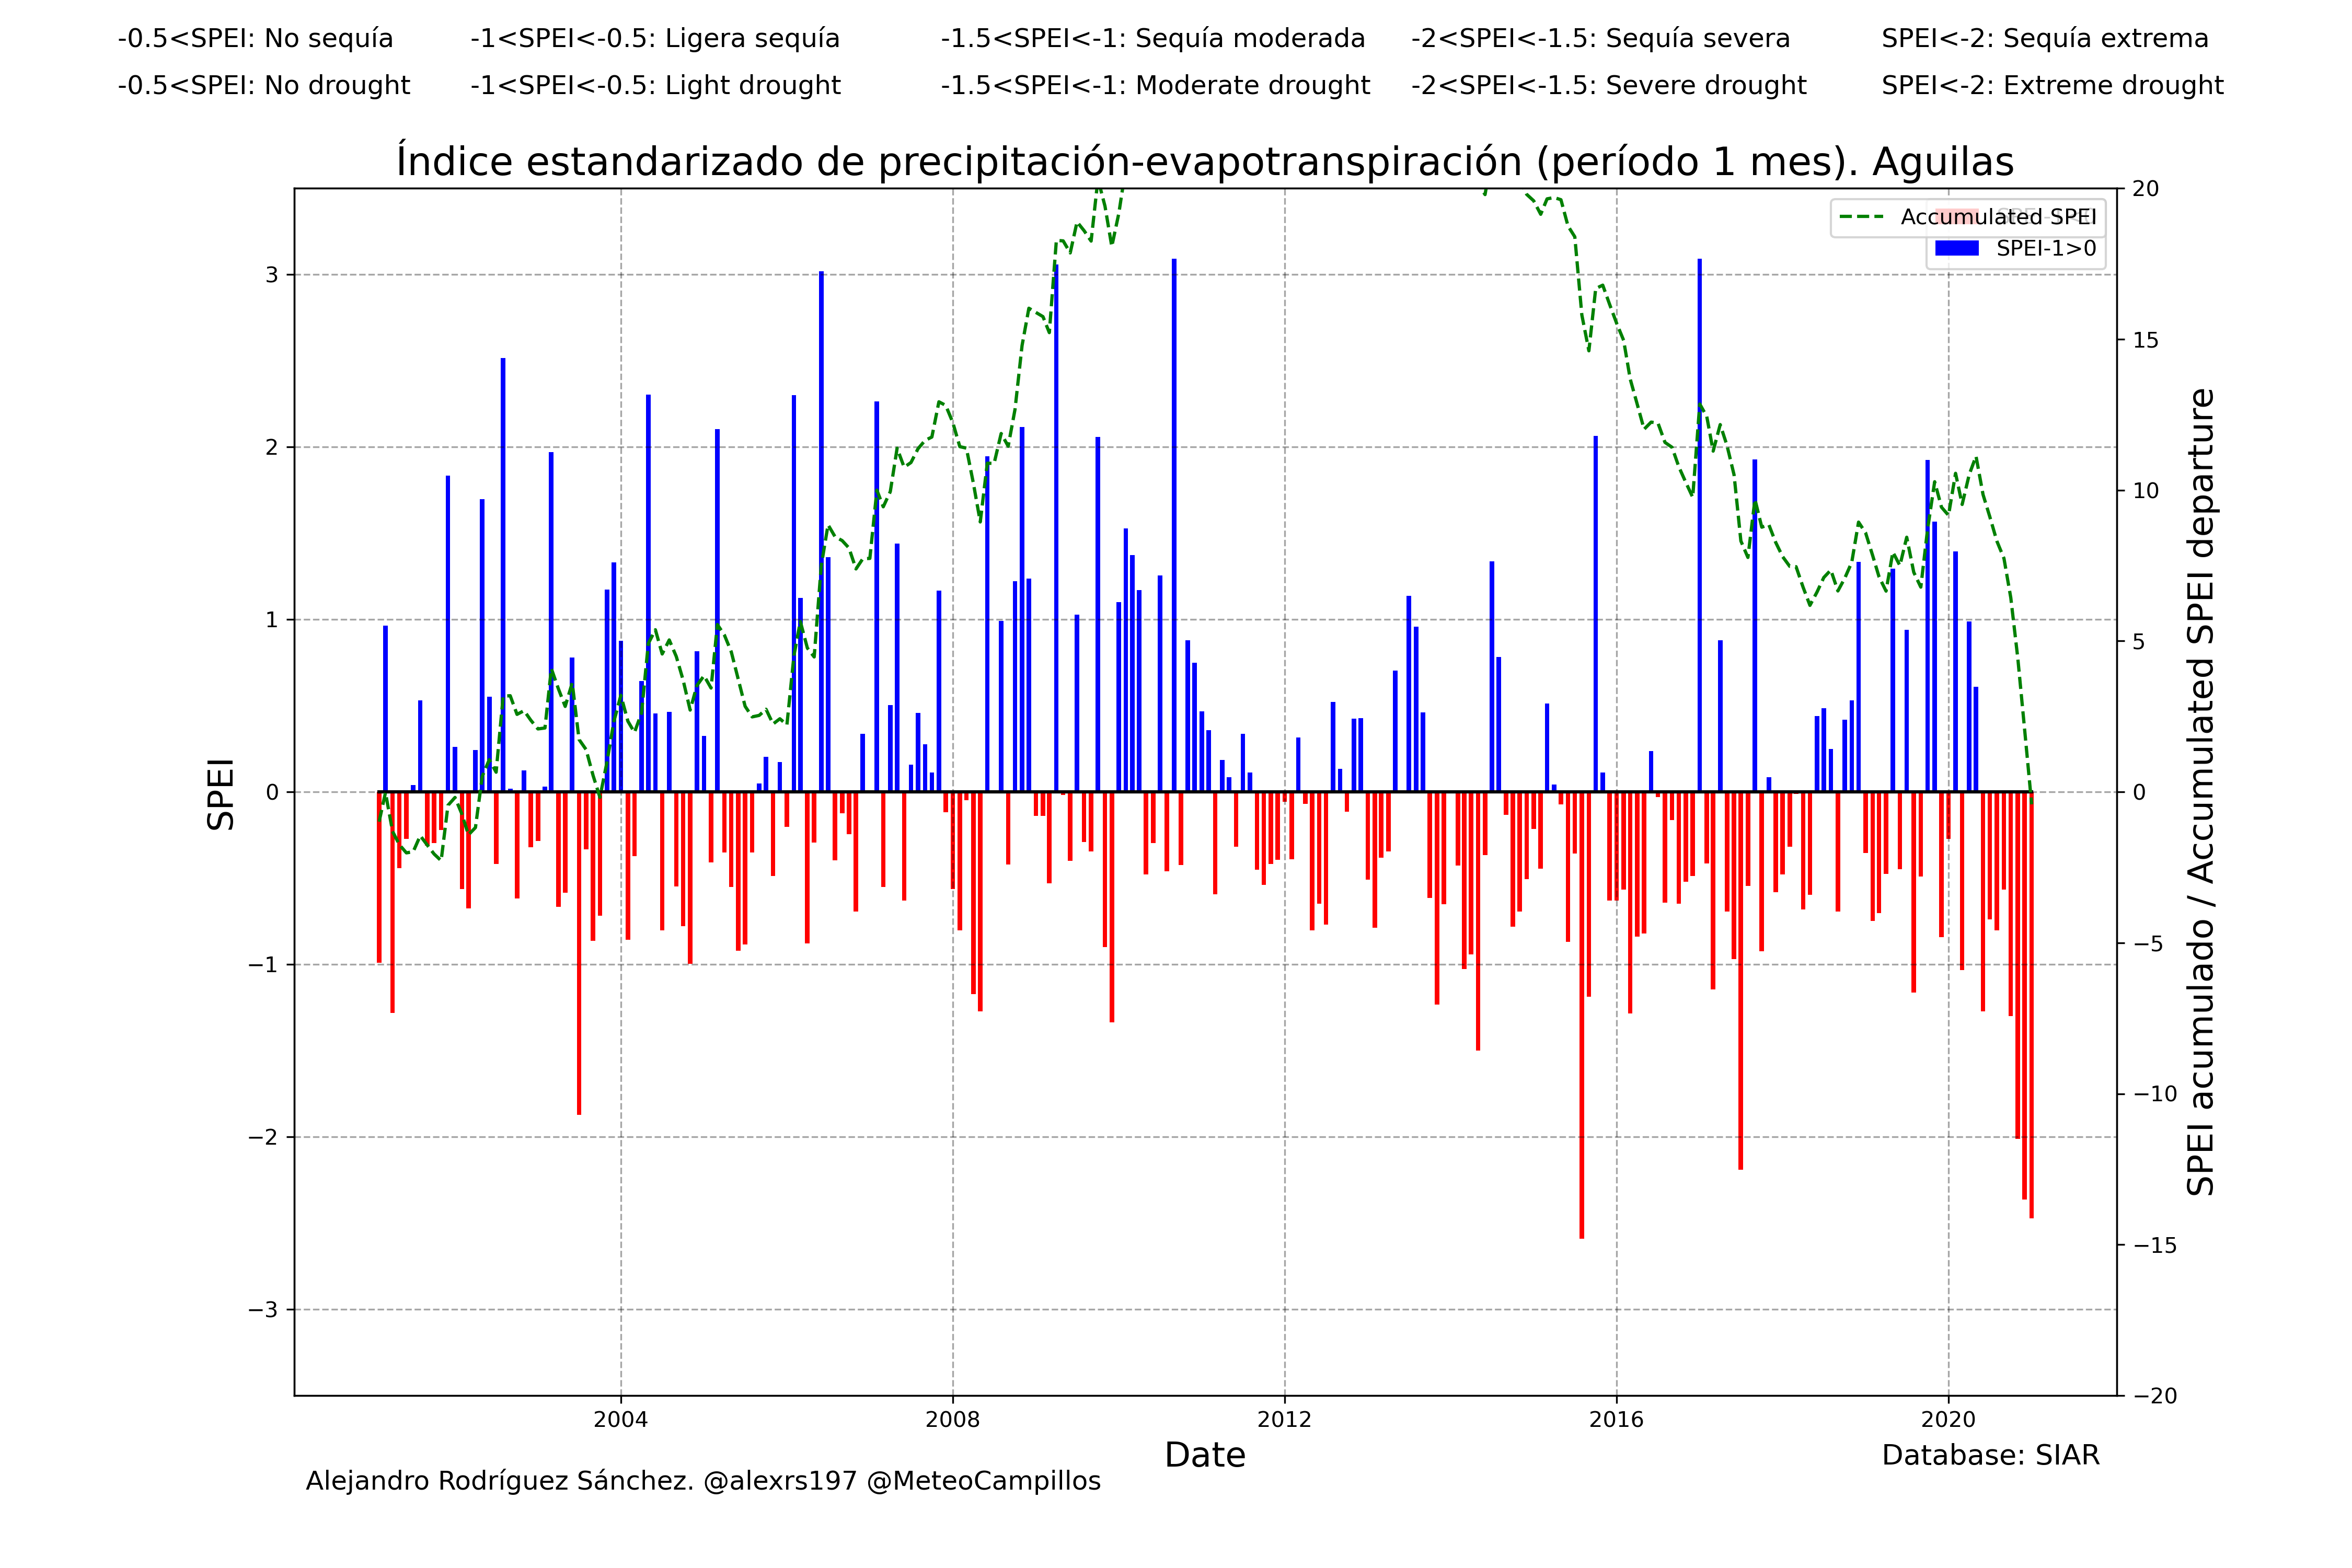 -0.5<SPEI: No sequía -1<SPEI<-0.5: Ligera sequía -1.5<SPEI<-1: Sequía moderada -2<SPEI<-1.5: Sequía severa SPEI<-2: Sequía extrema
-0.5<SPEI: No drought -1<SPEI<-0.5: Light drought -1.5<SPEI<-1: Moderate drought -2<SPEI<-1.5: Severe drought SPEI<-2: Extreme drought
Índice estandarizado de precipitación-evapotranspiración (período 1 mes). Aguilas
Accumulated SPEI
SPEI-1>0
SPEI
3
2
1
0
−1
−2
−3
20
15
10
5
0
−5
−10
−15
−20
SPEI acumulado / Accumulated SPEI departure
2004 2008 2012 2016 2020
Date
Database: SIAR
Alejandro Rodríguez Sánchez. @alexrs197 @MeteoCampillos